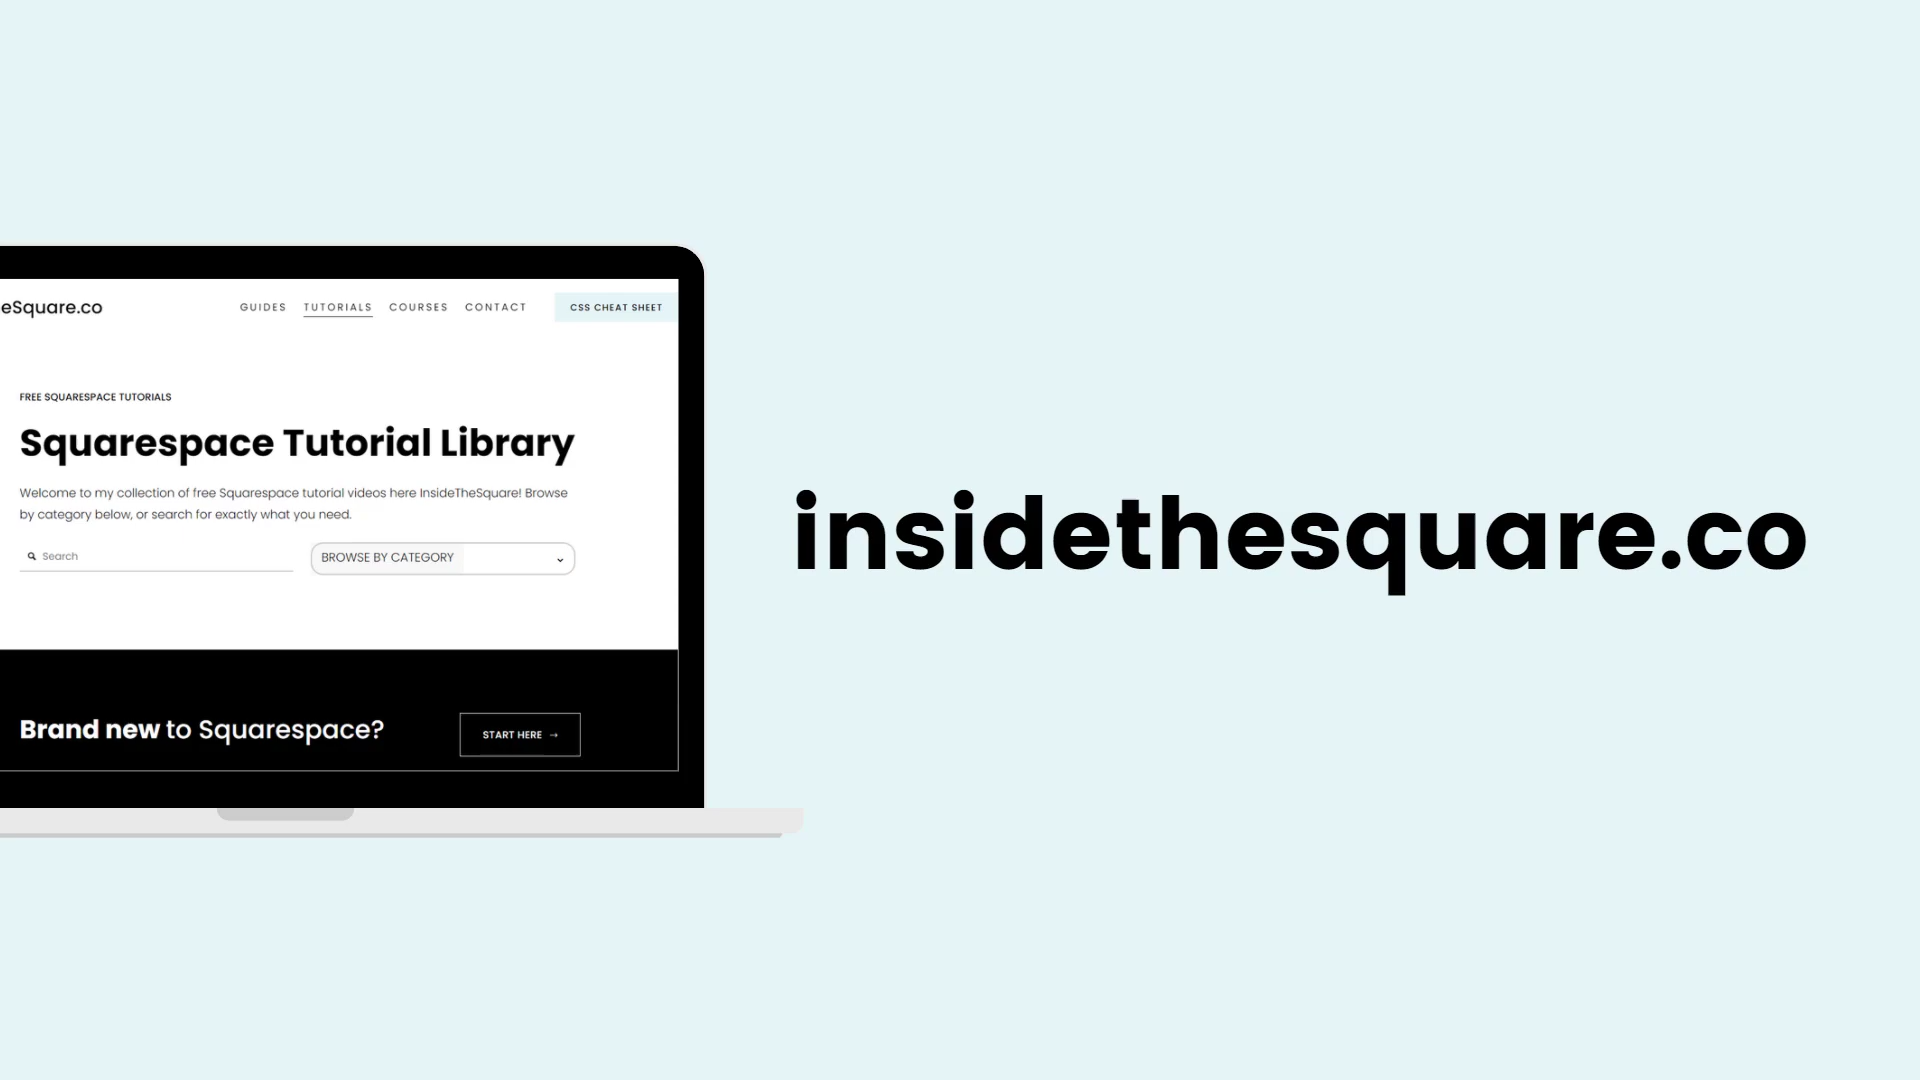 eSquare.co
GUIDES TUTORIALS COURSES CONTACT CSS CHEAT SHEET
FREE SQUARESPACE TUTORIALS
Squarespace Tutorial Library
Welcome to my collection of free Squarespace tutorial videos here InsideTheSquare! Browse
by category below, or search for exactly what you need.
Search BROWSE BY CATEGORY
Brand new to Squarespace? START HERE →
insidethesquare.co